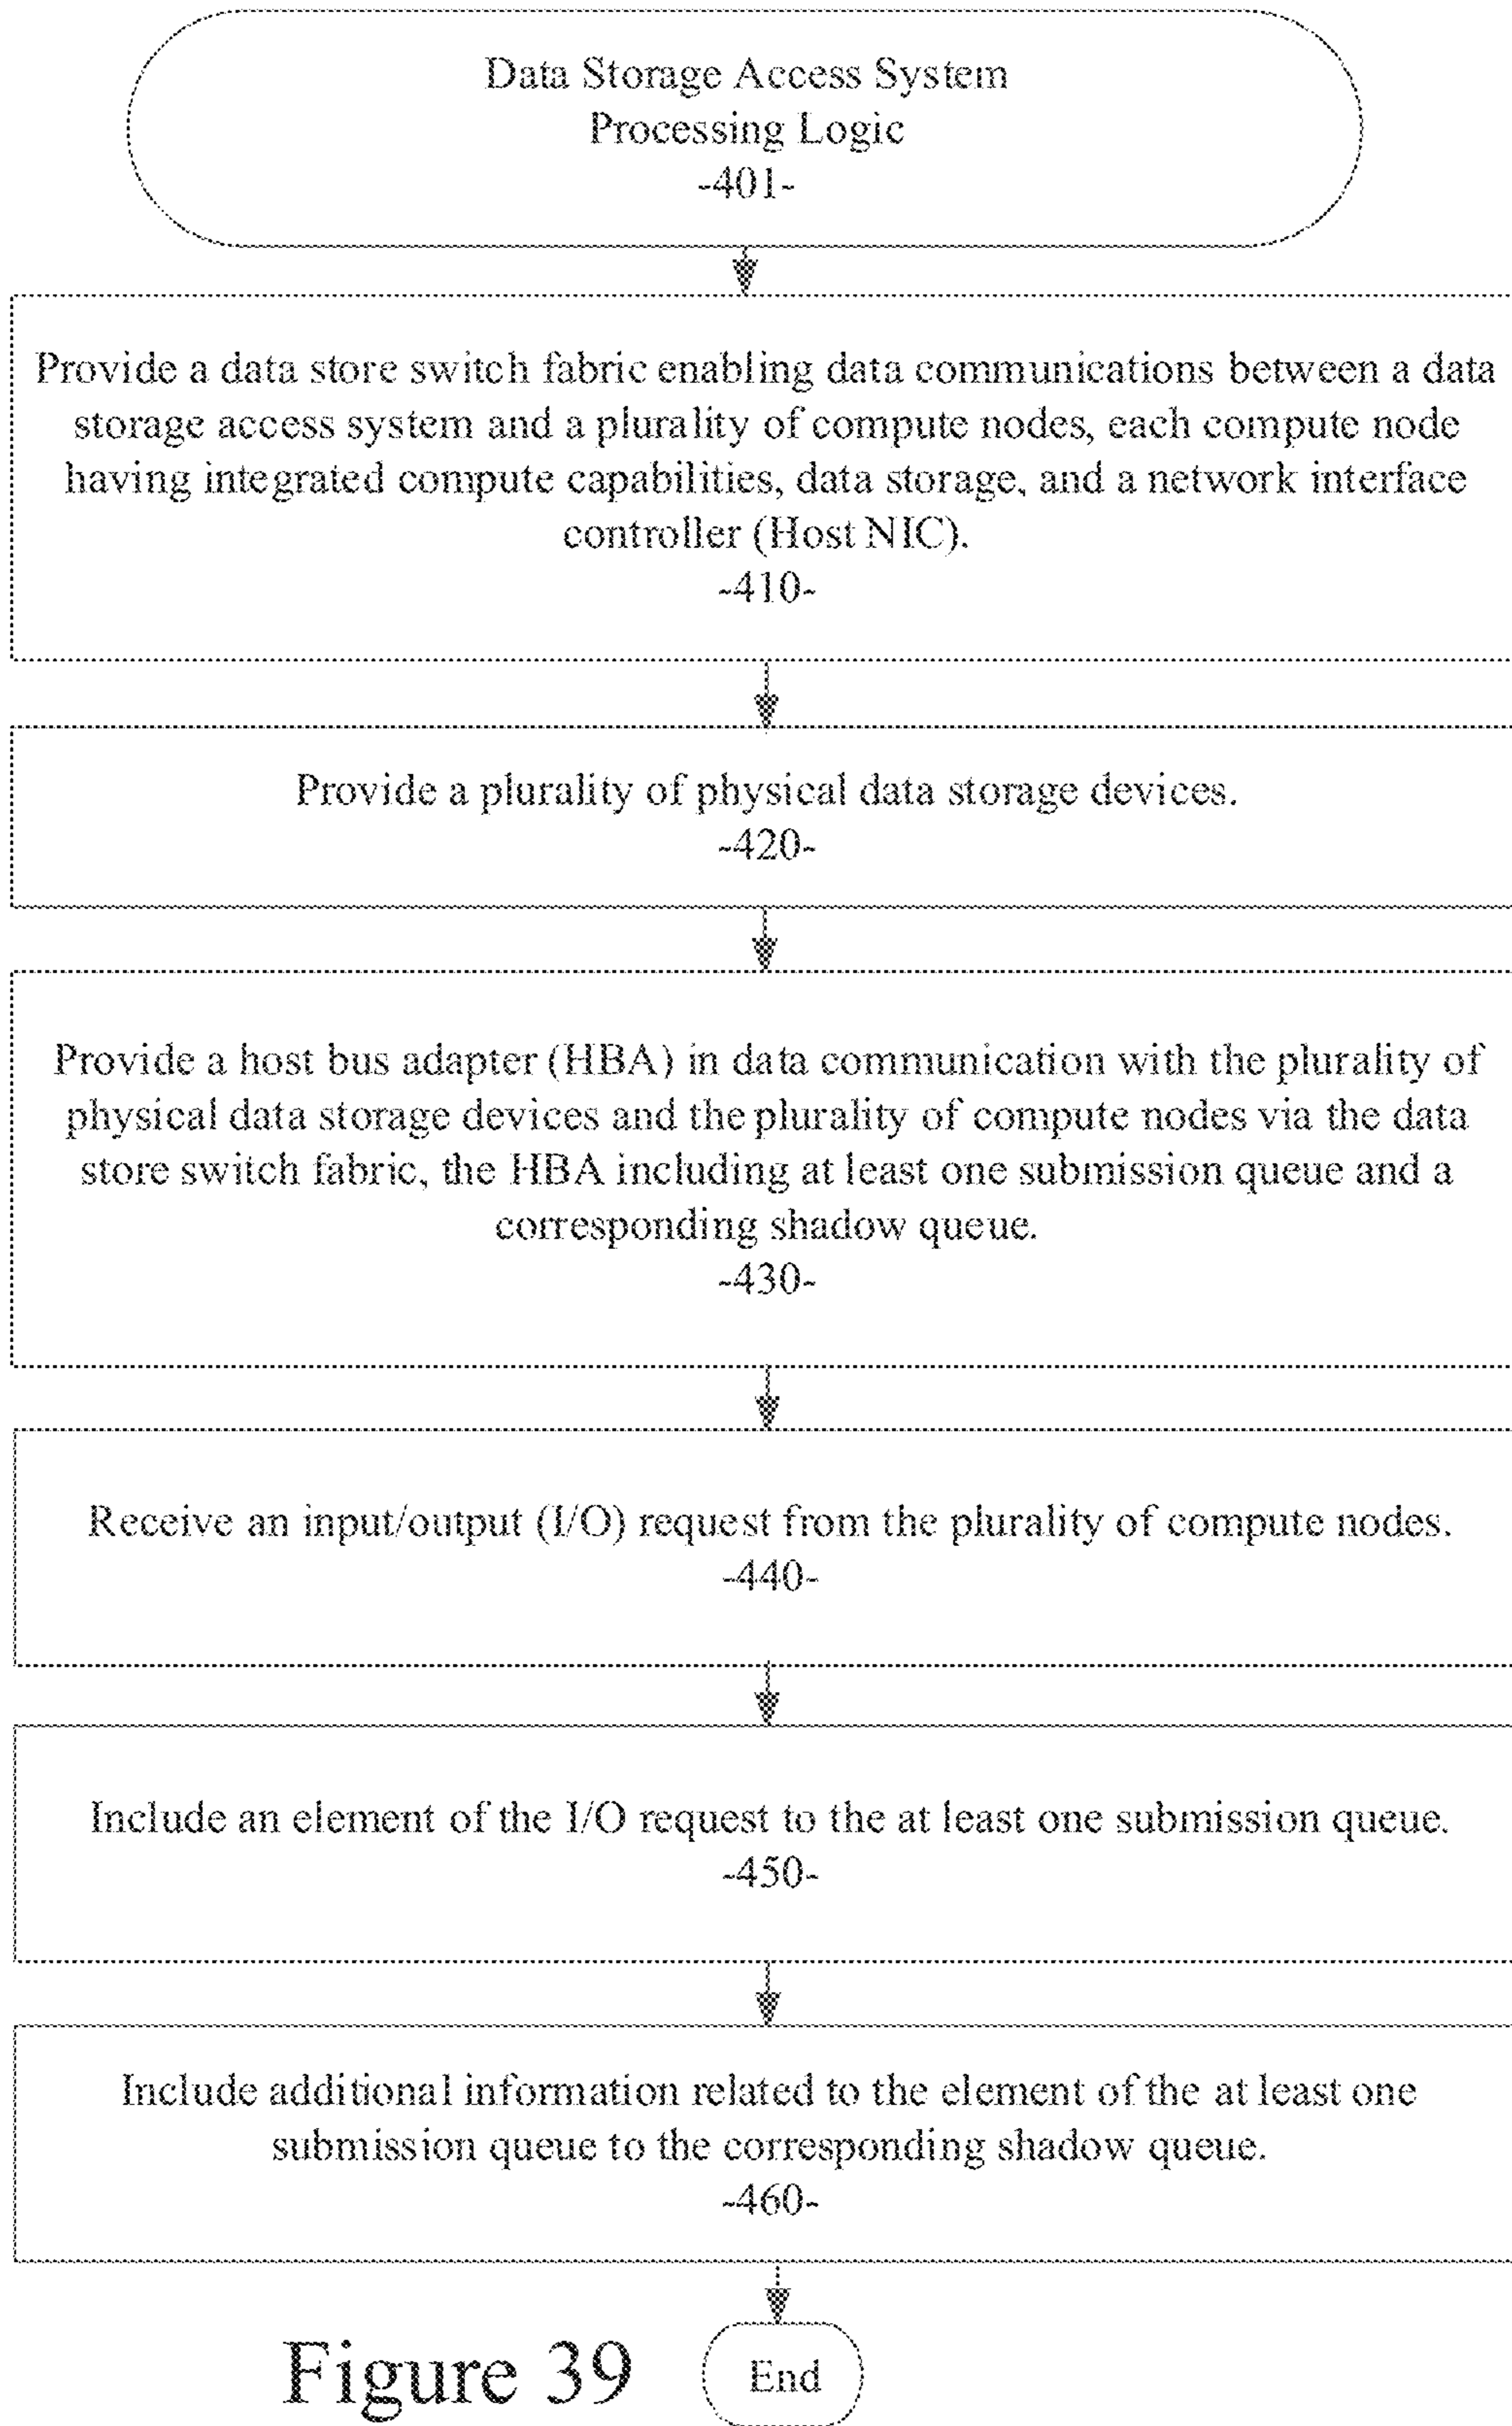 Data Storage Access System
Processing Logic
-401-
Provide a data store switch fabric enabling data communications between a data
storage access system and a plurality of compute nodes, each compute node
having integrated compute capabilities, data storage, and a network interface
controller (Host NIC).
-410-
Provide a plurality of physical data storage devices.
-420-
Provide a host bus adapter (HBA) in data communication with the plurality of
physical data storage devices and the plurality of compute nodes via the data
store switch fabric, the HBA including at least one submission queue and a
corresponding shadow queue.
-430-
Receive an input/output (I/O) request from the plurality of compute nodes.
-440-
Include an element of the I/O request to the at least one submission queue.
-450-
Include additional information related to the element of the at least one
submission queue to the corresponding shadow queue.
-460-
Figure 39
End